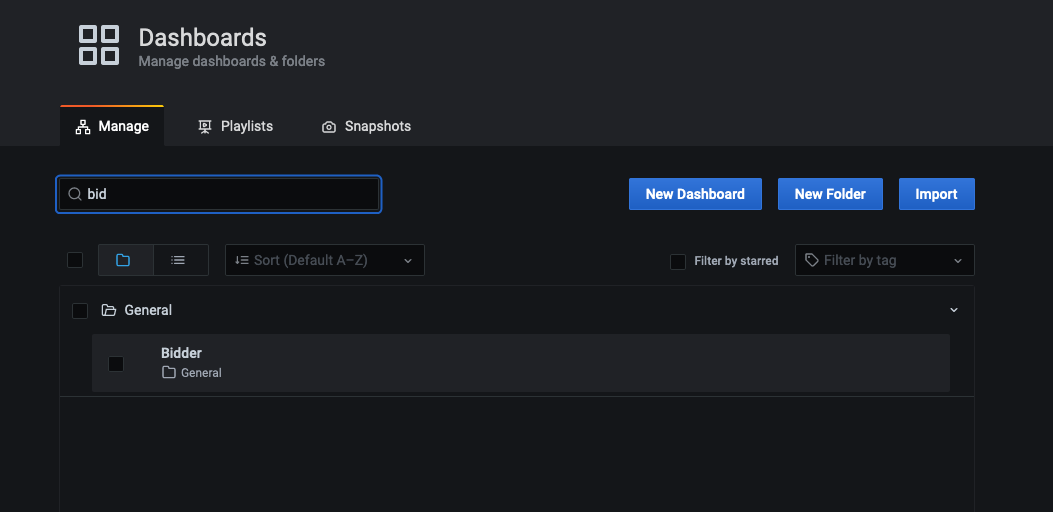 Dashboards
Manage dashboards & folders
Manage Playlists Snapshots
bid New Dashboard New Folder Import
Sort (Default A–Z) Filter by starred Filter by tag
General
Bidder
General